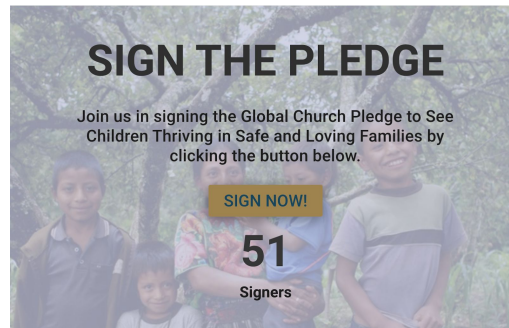 SIGN THE PLEDGE
Join us in signing the Global Church Pledge to See
Children Thriving in Safe and Loving Families by
clicking the button below.
SIGN NOW!
51
Signers